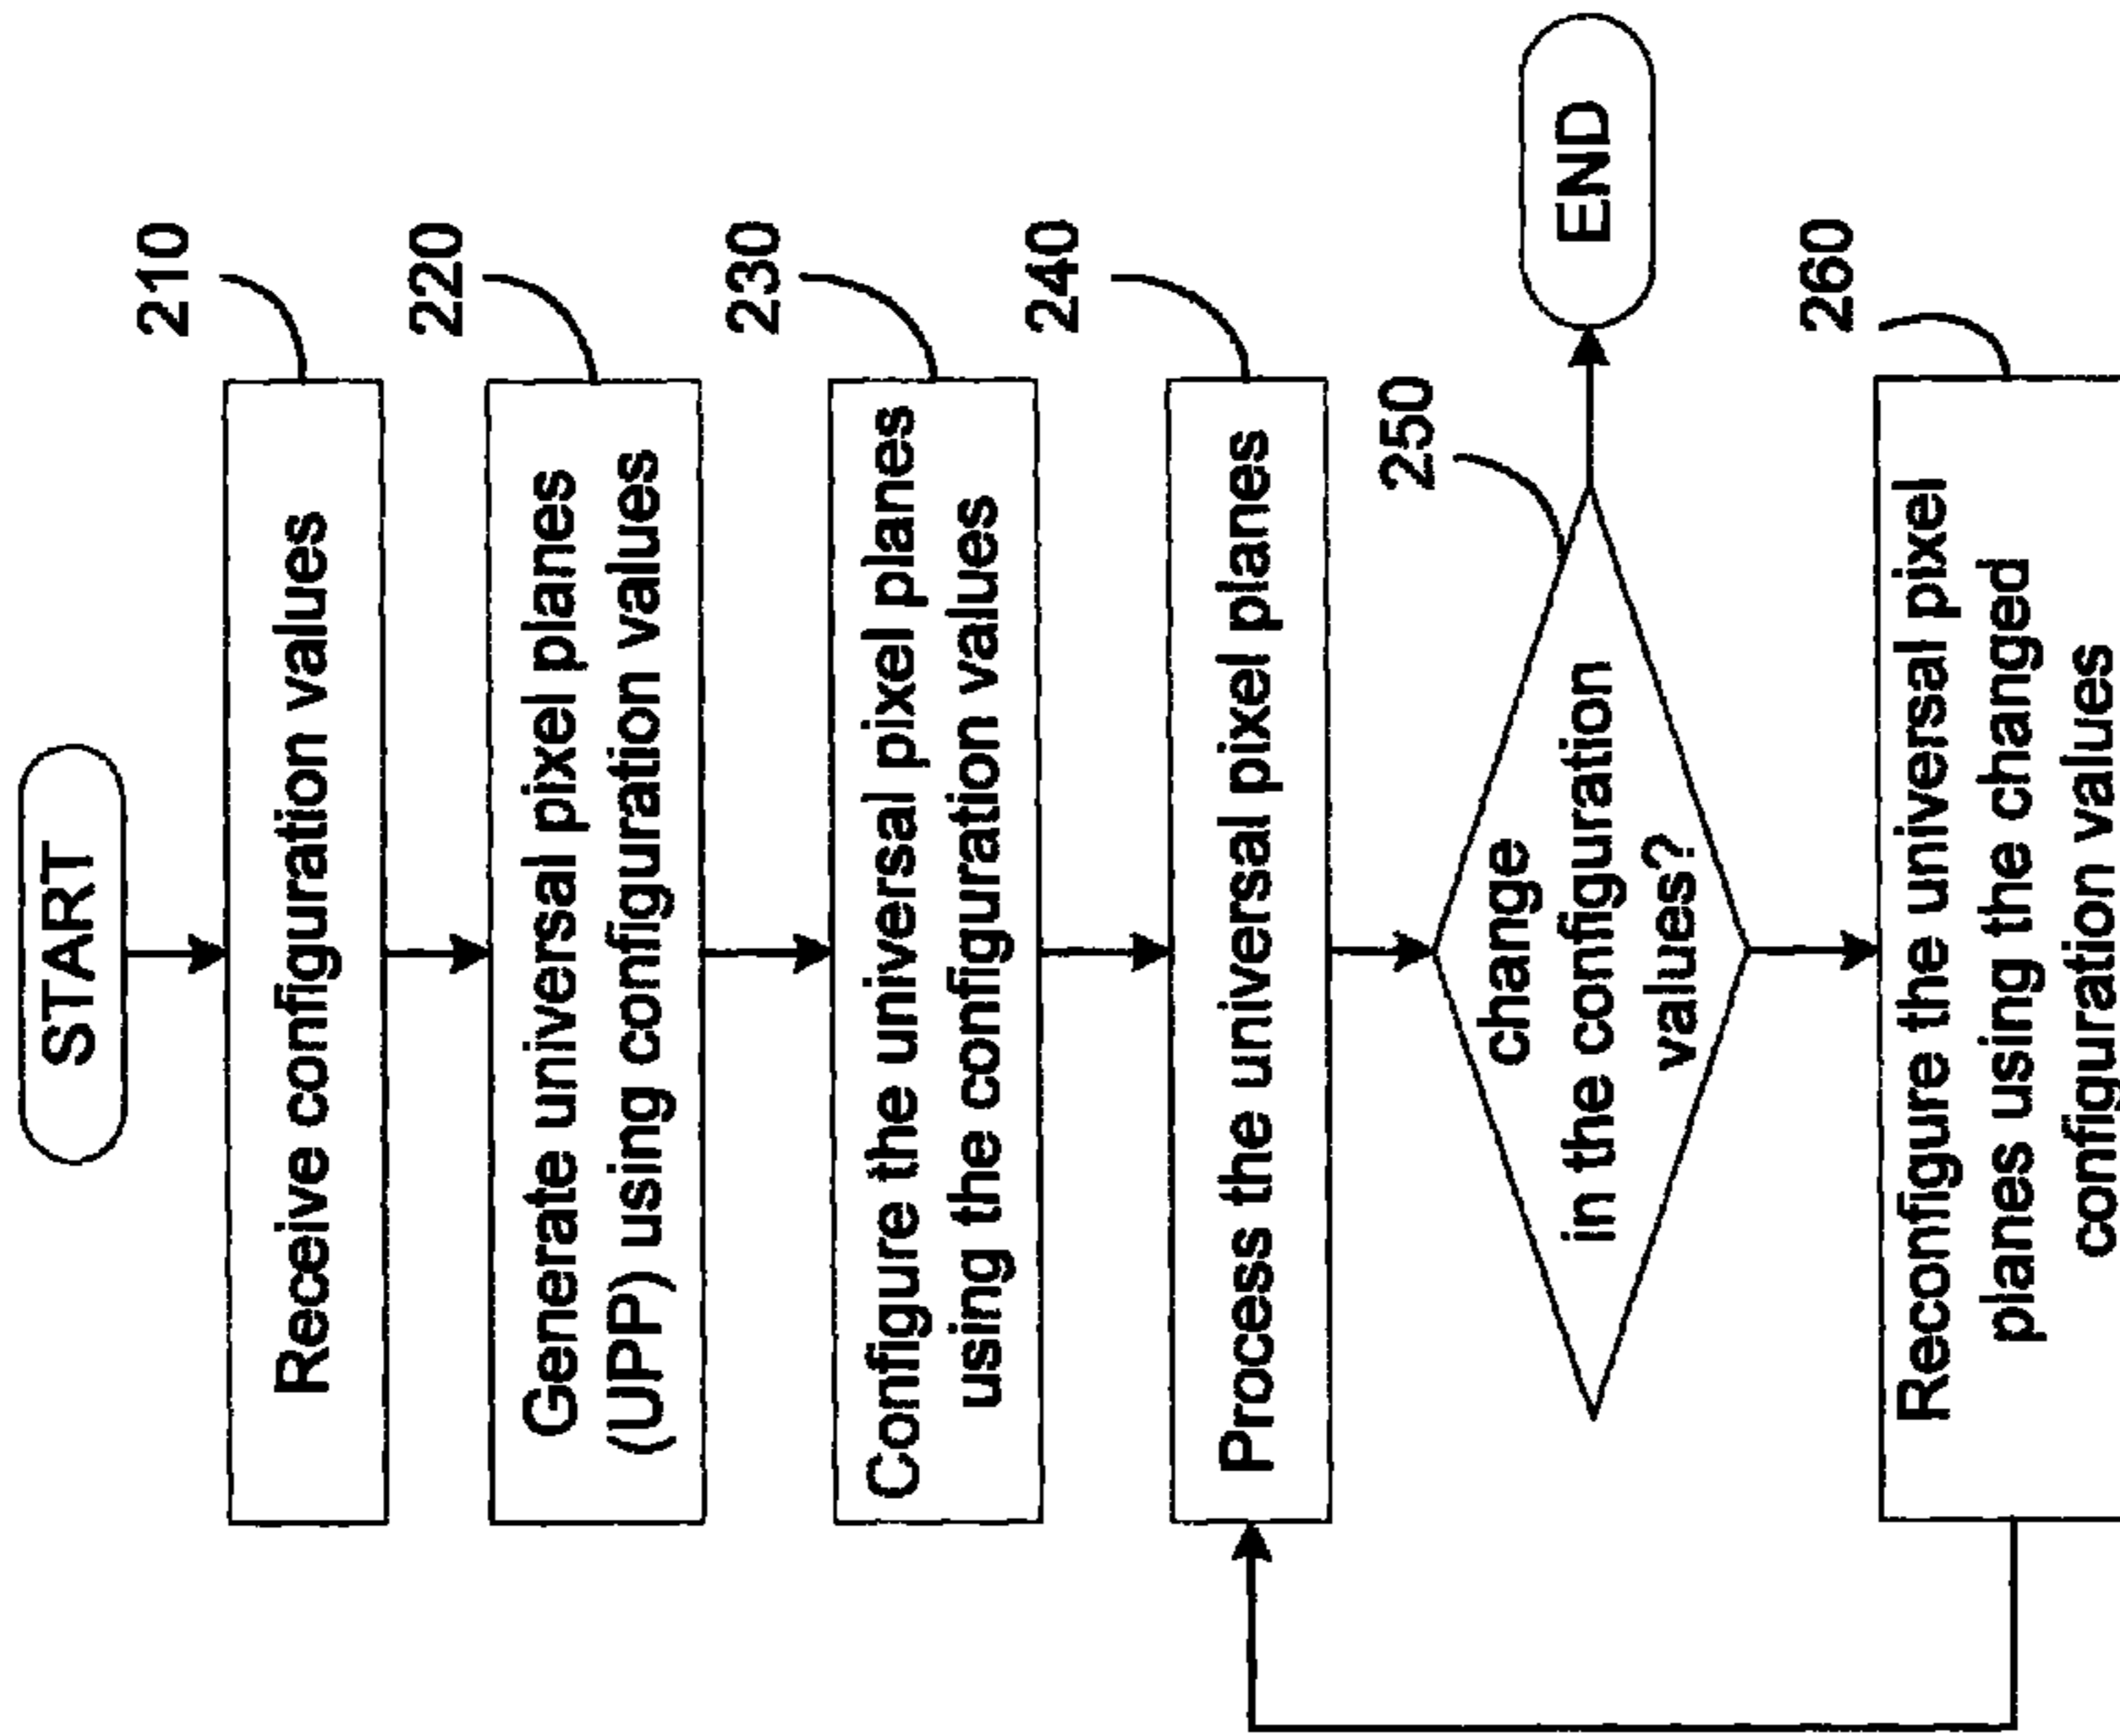 START
210
Receive configuration values
220
Generate universal pixel planes
(UPP) using configuration values
230
Configure the universal pixel planes
using the configuration values
240
Process the universal pixel planes
250
change
in the configuration
values?
END
260
Reconfigure the universal pixel
planes using the changed
configuration values